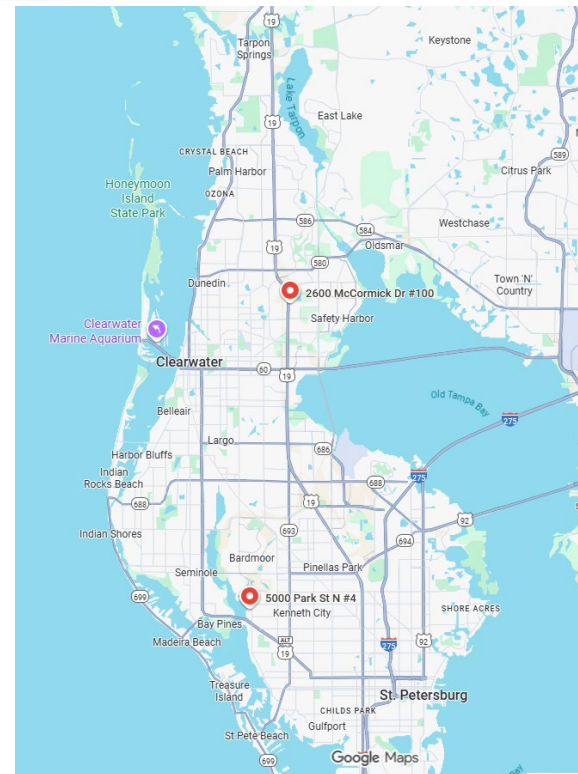 19
Tarpon
Springs
Keystone
Lake Tarpon
19
East Lake
589
CRYSTAL BEACH
Palm Harbor
Citrus Park
Honeymoon
Island
State Park
OZONA
586
584
Westchase
19
Oldsmar
580
Dunedin
Town 'N'
Country
2600 McCormick Dr #100
Safety Harbor
Clearwater
Marine Aquarium
Clearwater
60
19
Old Tampa Bay
275
Belleair
Largo
686
Harbor Bluffs
Indian
Rocks Beach
275
688
688
19
92
Indian Shores
693
694
Bardmoor
Pinellas Park
Seminole
699
5000 Park St N #4
Kenneth City
SHORE ACRES
Bay Pines
Madeira Beach
ALT
19
275
92
Treasure
Island
St. Petersburg
CHILDS PARK
Gulfport
St Pete Beach
699
Google Maps